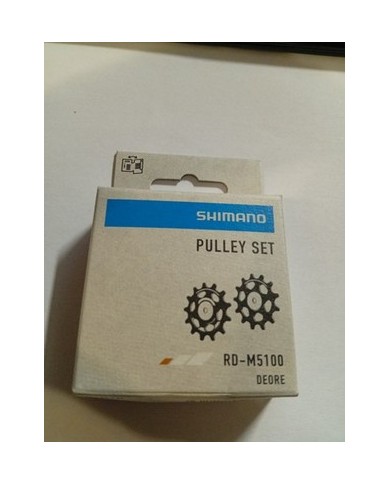 SHIMANO
PULLEY SET
RD-M5100
DEORE